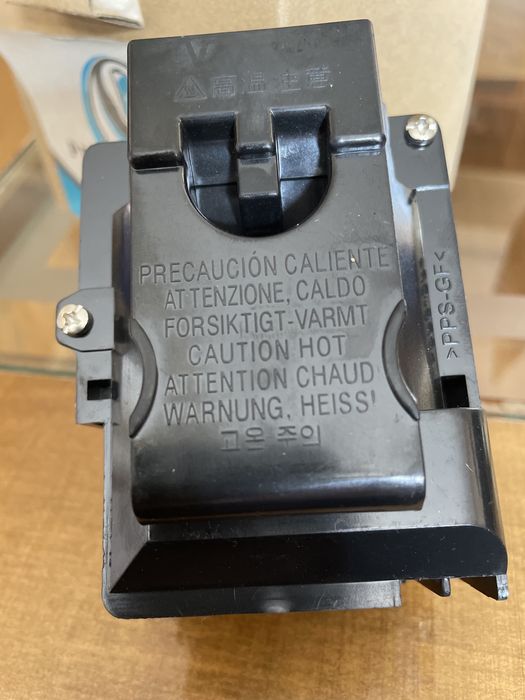 高温注意
PRECAUCIÓN CALIENTE
ATTENZIONE, CALDO
FORSIKTIGT-VARMT
CAUTION HOT
ATTENTION CHAUD
WARNUNG, HEISS!
고온주의
>PPS-GF<